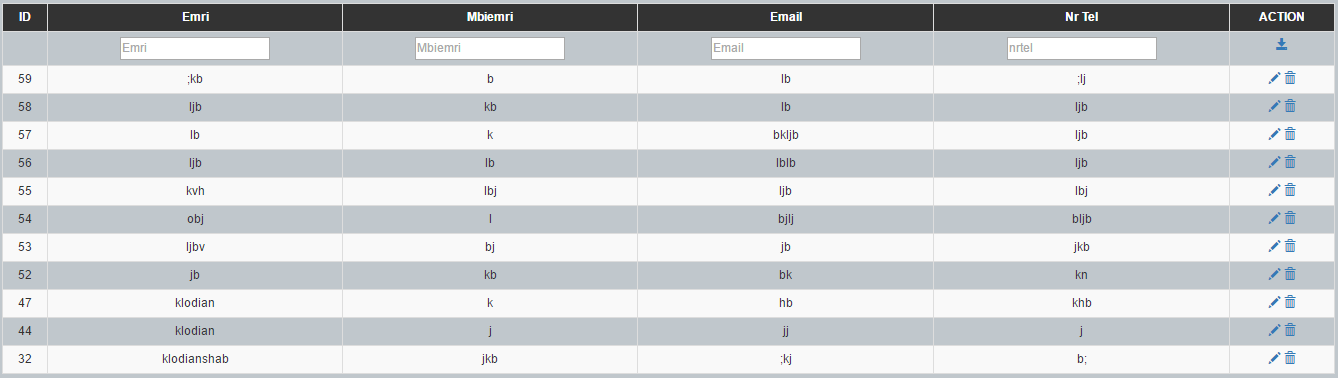 ID Emri Mbiemri Email Nr Tel ACTION
Emri Mbiemri Email nrtel
59 ;kb b lb ;lj
58 ljb kb lb ljb
57 lb k bkljb ljb
56 ljb lb lblb ljb
55 kvh lbj ljb lbj
54 obj l bjlj bljb
53 ljbv bj jb jkb
52 jb kb bk kn
47 klodian k hb khb
44 klodian j jj j
32 klodianshab jkb ;kj b;